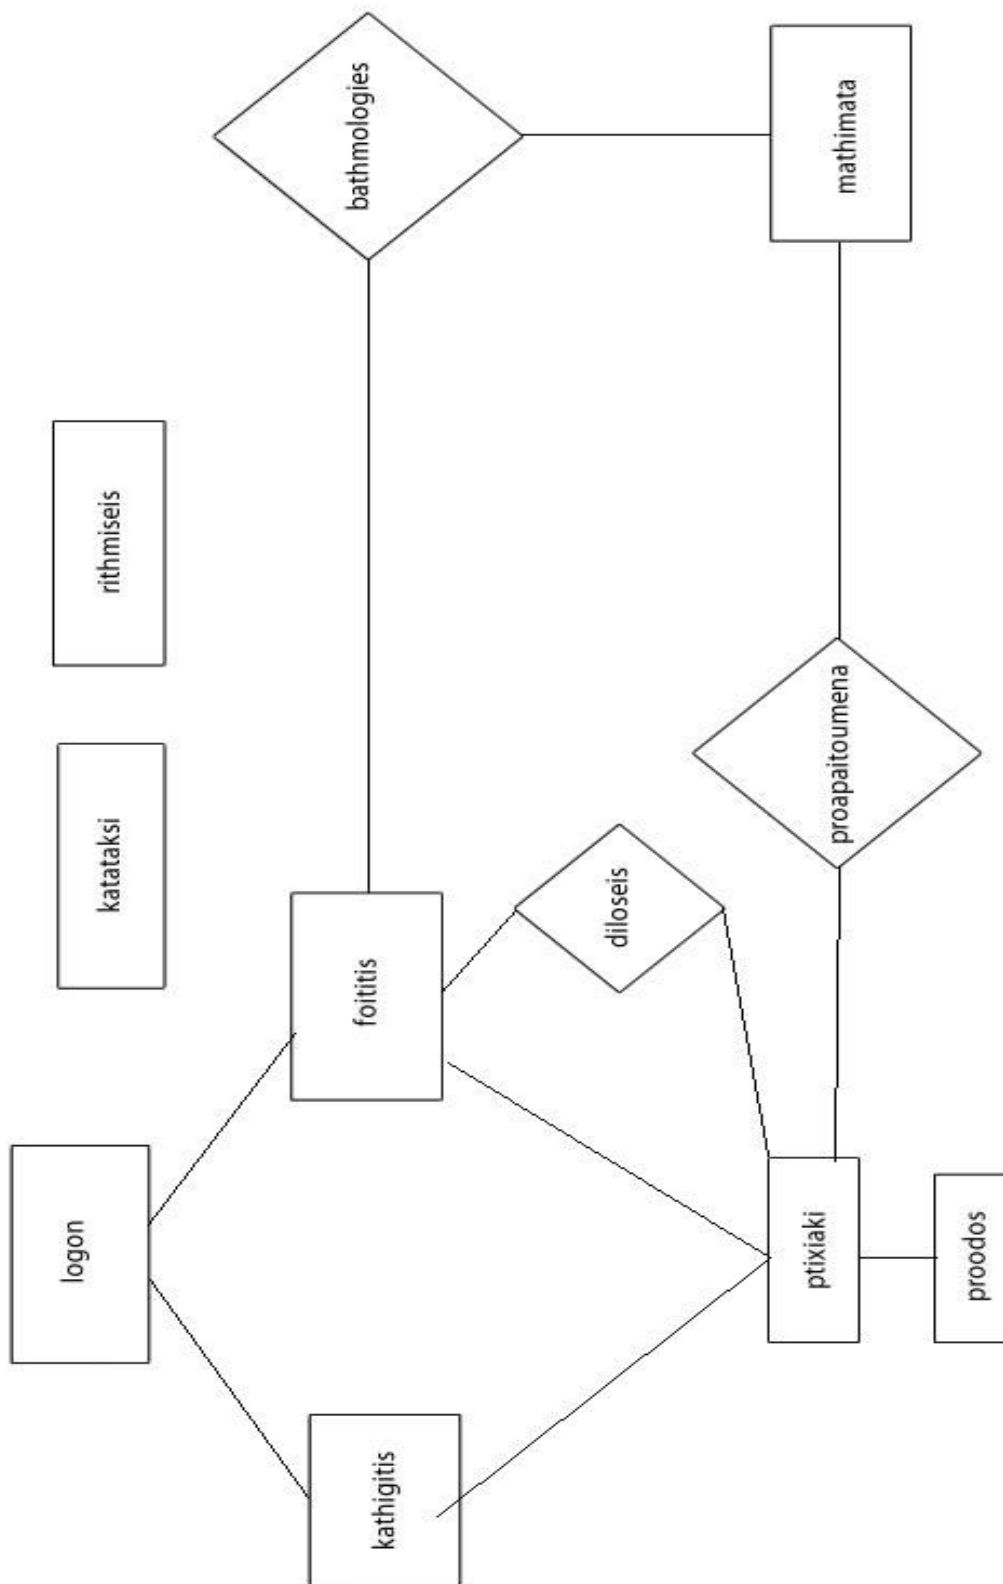 logon
katataksi
rithmiseis
kathigitis
foititis
bathmologies
diloseis
ptixiaki
proapaitoumena
mathimata
proodos